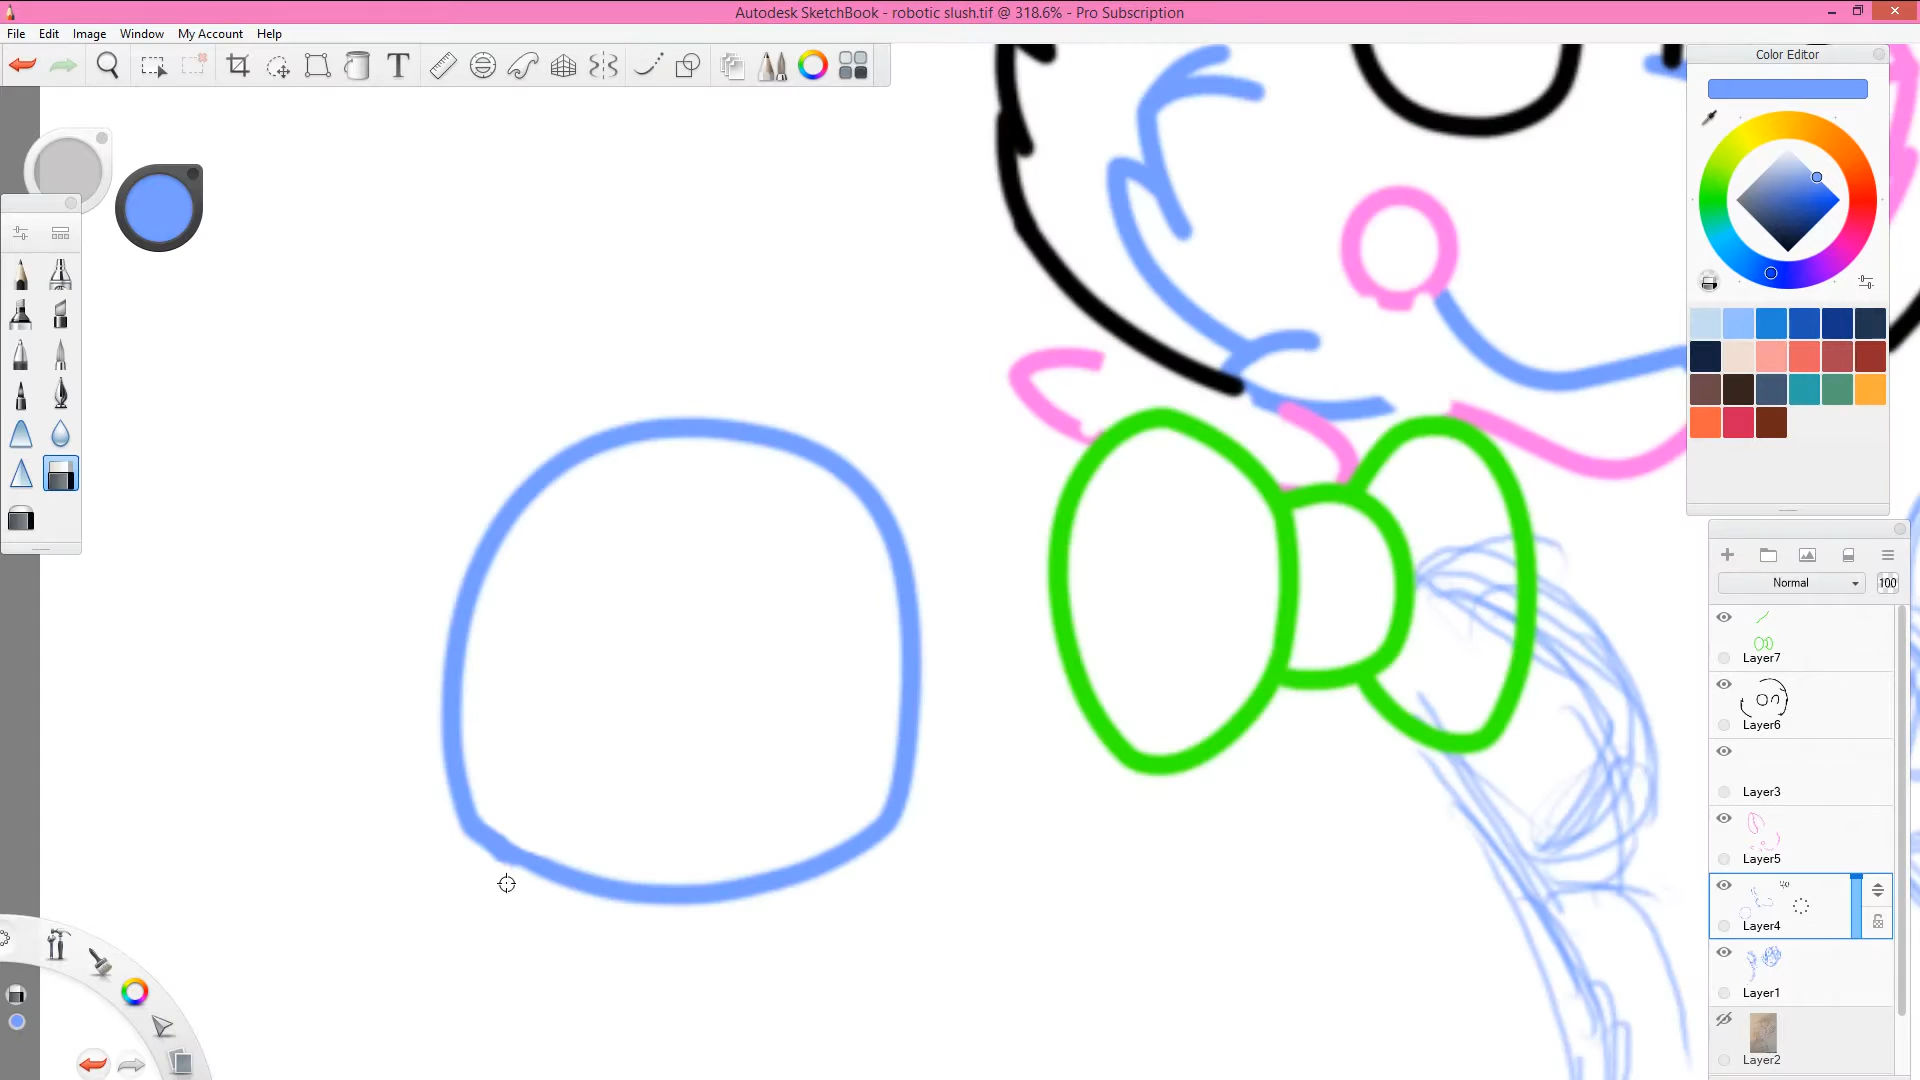 Autodesk SketchBook - robotic slush.tif @ 318.6% - Pro Subscription
File Edit Image Window My Account Help
T
Color Editor
Normal 100
Layer7
Layer6
Layer3
Layer5
Layer4
Layer1
Layer2